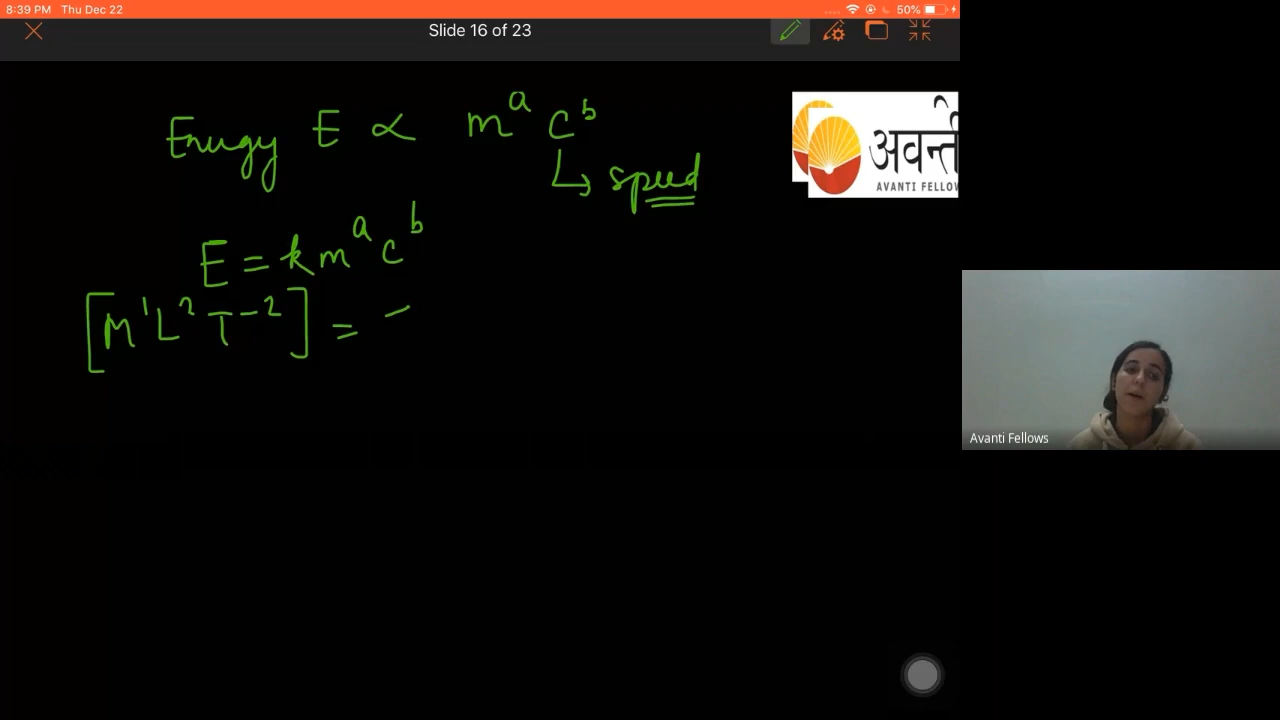 8:39 PM Thu Dec 22
50%
Slide 16 of 23
Energy E ∝ m^a c^b
↳ speed
E = k m^a c^b
[M^1 L^2 T^-2] = -
अवन्ती
AVANTI FELLOW
Avanti Fellows